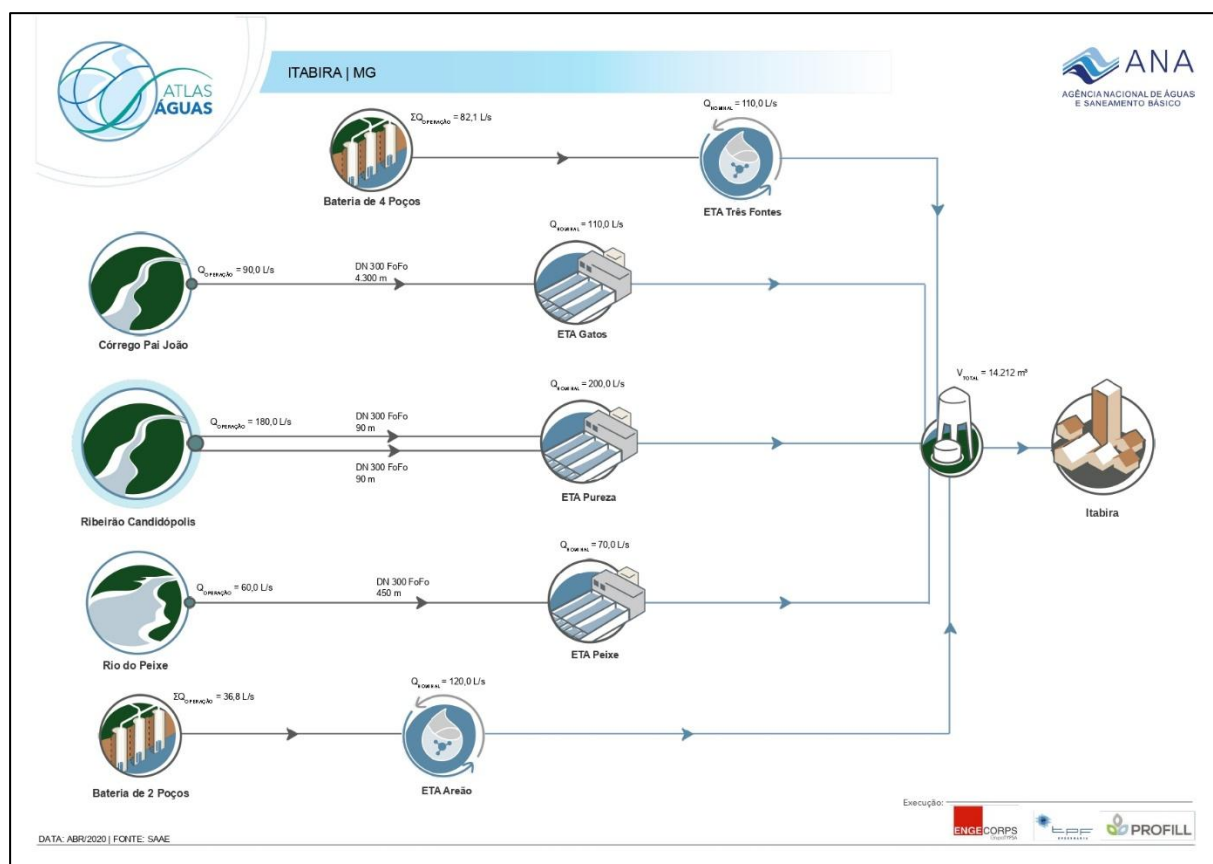 ATLAS
ÁGUAS
ITABIRA | MG
ANA
AGÊNCIA NACIONAL DE ÁGUAS
E SANEAMENTO BÁSICO
ΣQOPERAÇÃO = 82,1 L/s
QNOMINAL = 110,0 L/s
Bateria de 4 Poços
ETA Três Fontes
QOPERAÇÃO = 90,0 L/s
DN 300 FoFo
4.300 m
QNOMINAL = 110,0 L/s
Córrego Pai João
ETA Gatos
QOPERAÇÃO = 180,0 L/s
DN 300 FoFo
90 m
DN 300 FoFo
90 m
QNOMINAL = 200,0 L/s
Ribeirão Candidópolis
ETA Pureza
VTOTAL = 14.212 m³
Itabira
QOPERAÇÃO = 60,0 L/s
DN 300 FoFo
450 m
QNOMINAL = 70,0 L/s
Rio do Peixe
ETA Peixe
ΣQOPERAÇÃO = 36,8 L/s
QNOMINAL = 120,0 L/s
Bateria de 2 Poços
ETA Areão
Execução:
ENGECORPS
tpf
PROFILL
DATA: ABR/2020 | FONTE: SAAE